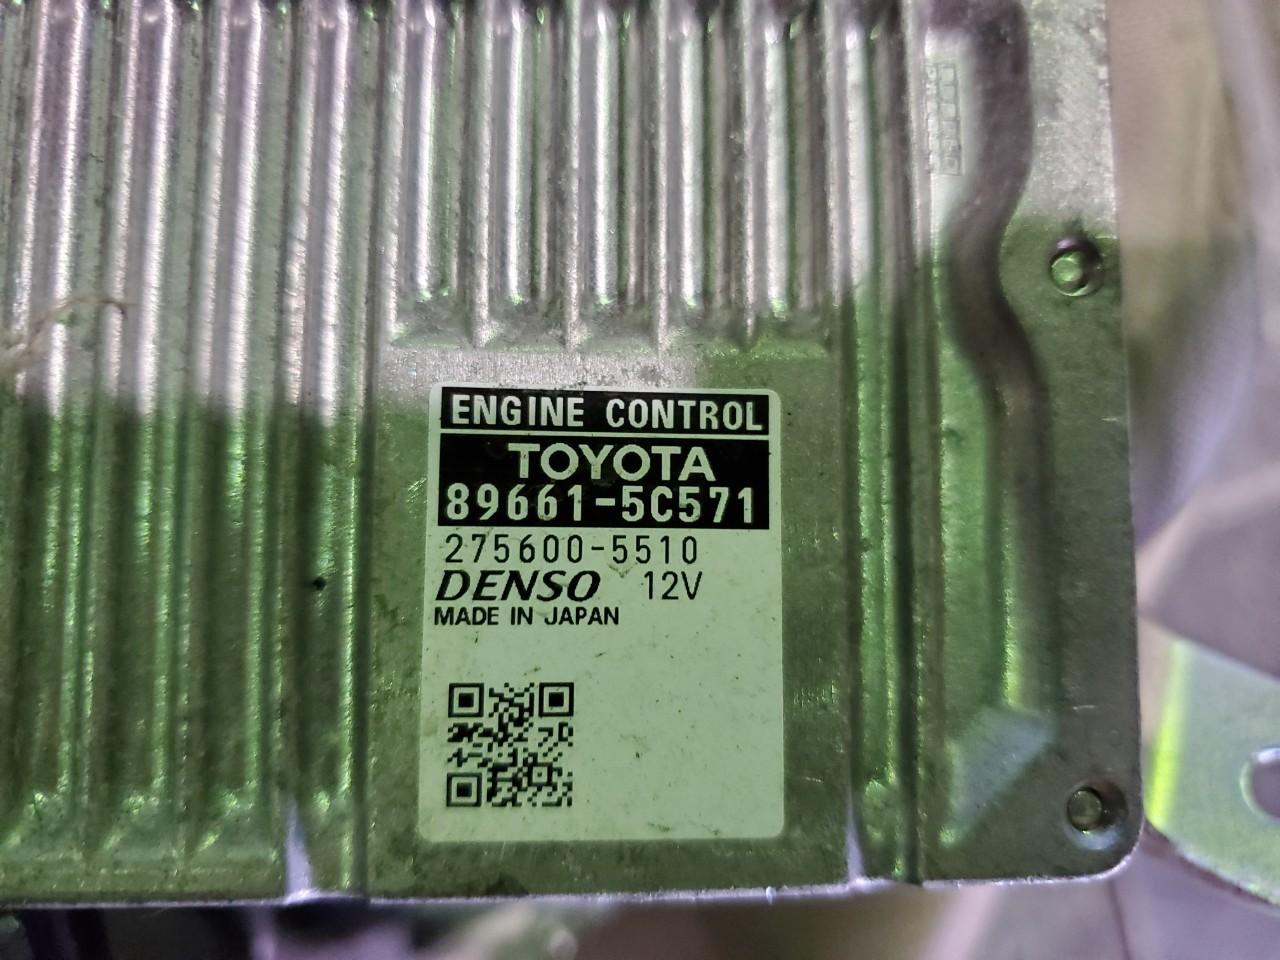 ENGINE CONTROL
TOYOTA
89661-5C571
275600-5510
DENSO 12V
MADE IN JAPAN